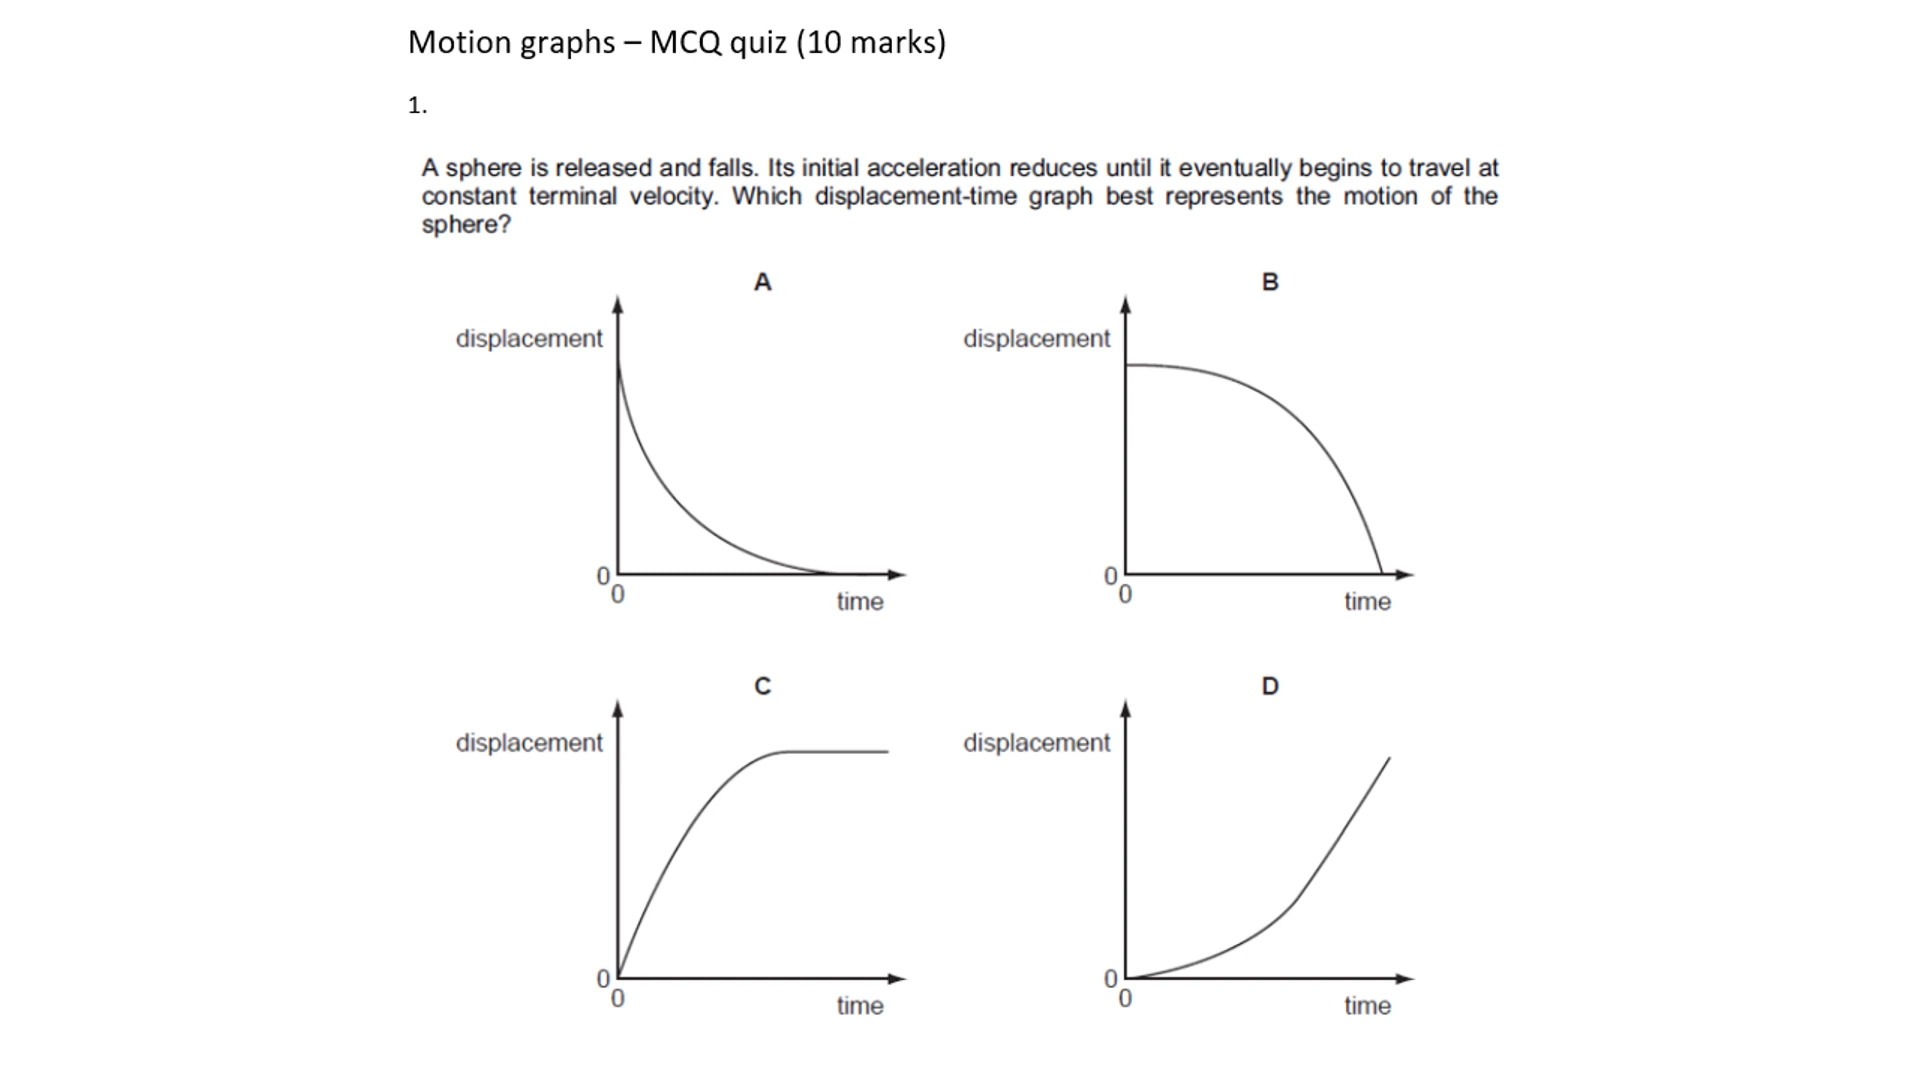 Motion graphs – MCQ quiz (10 marks)
1.
A sphere is released and falls. Its initial acceleration reduces until it eventually begins to travel at
constant terminal velocity. Which displacement-time graph best represents the motion of the
sphere?
A
displacement
0
0
time
B
displacement
0
0
time
C
displacement
0
0
time
D
displacement
0
0
time